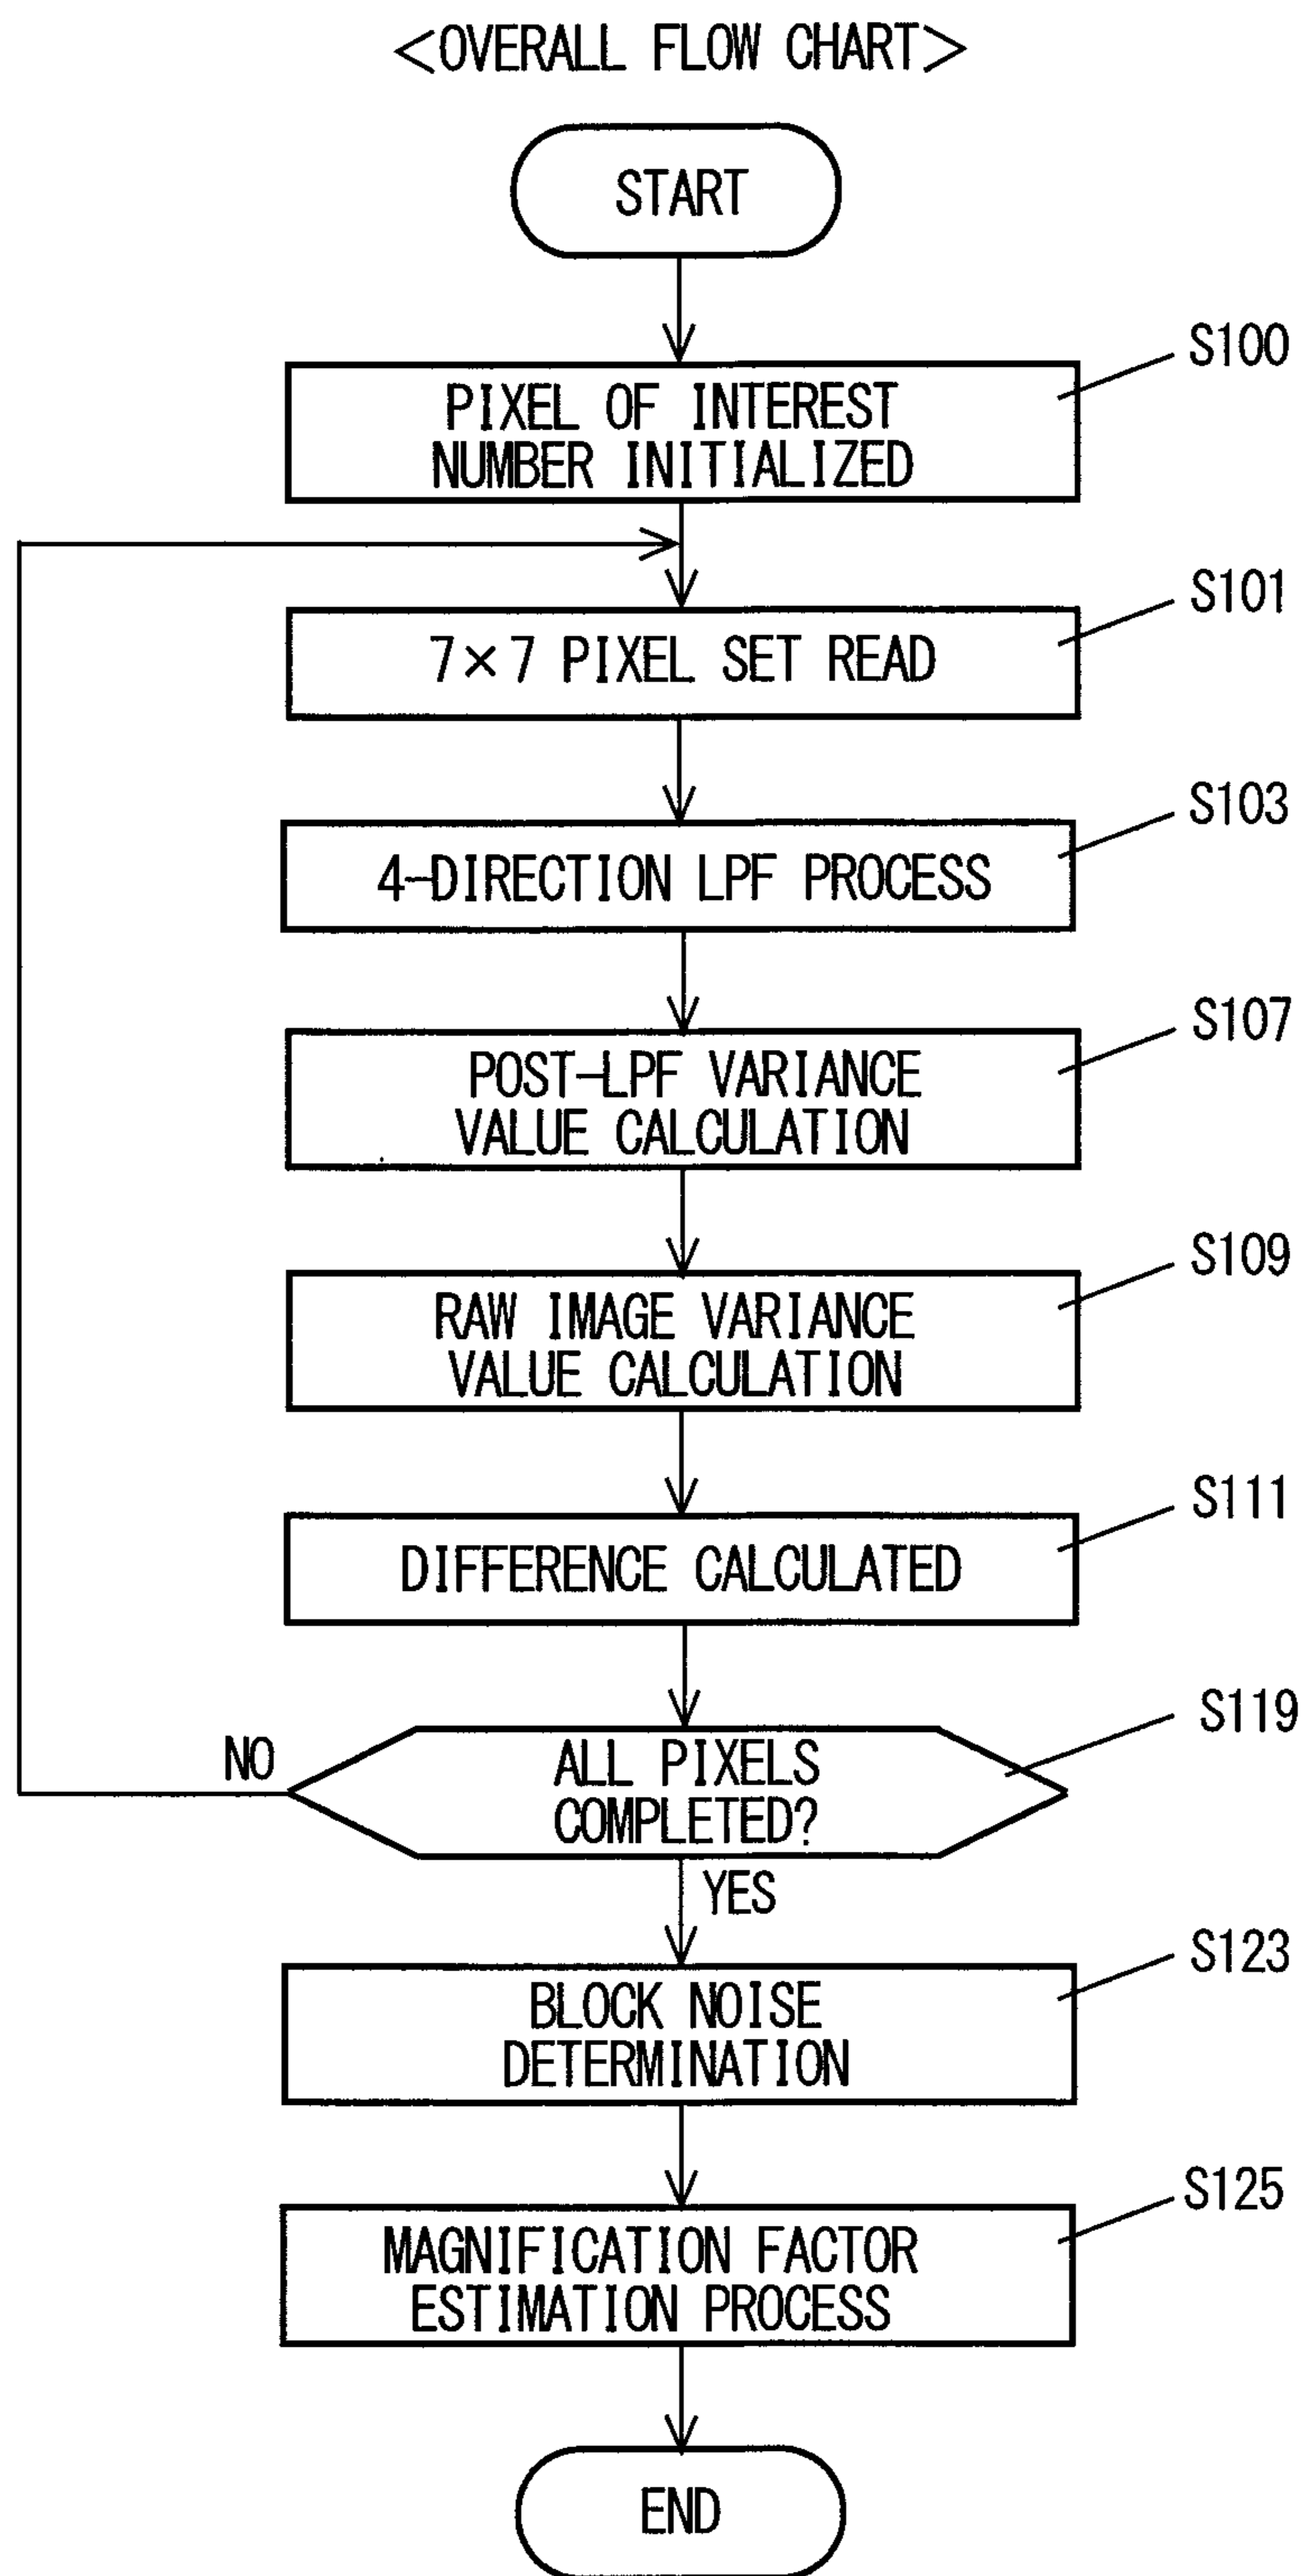 <OVERALL FLOW CHART>
START
S100
PIXEL OF INTEREST
NUMBER INITIALIZED
S101
7×7 PIXEL SET READ
S103
4-DIRECTION LPF PROCESS
S107
POST-LPF VARIANCE
VALUE CALCULATION
S109
RAW IMAGE VARIANCE
VALUE CALCULATION
S111
DIFFERENCE CALCULATED
S119
NO
ALL PIXELS
COMPLETED?
YES
S123
BLOCK NOISE
DETERMINATION
S125
MAGNIFICATION FACTOR
ESTIMATION PROCESS
END